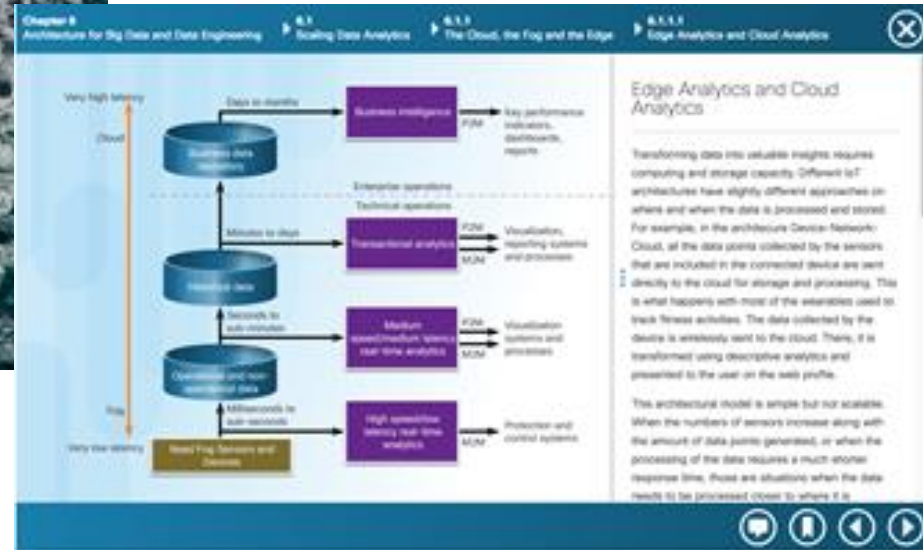 Chapter 6
Architecture for Big Data and Data Engineering
6.1
Scaling Data Analytics
6.1.1
The Cloud, the Fog and the Edge
6.1.1.1
Edge Analytics and Cloud Analytics
Very high latency
Cloud
Fog
Very low latency
Days to months
Business data
Business intelligence
P2M
Key performance
indicators,
dashboards,
reports
Enterprise operations
Technical operations
Minutes to days
Historical data
Transactional analytics
P2M
M2M
Visualization,
reporting systems
and processes
Seconds to
sub-minutes
Operational and non-
operational data
Medium
speed/medium latency
real-time analytics
P2M
M2M
Visualization
systems and
processes
Milliseconds to
sub-seconds
Fog Sensors and
Devices
High speed/low
latency real-time
analytics
M2M
Protection and
control systems
Edge Analytics and Cloud
Analytics
Transforming data into valuable insights requires
computing and storage capacity. Different IoT
architectures have slightly different approaches on
where and when the data is processed and stored.
For example, in the architecure Device-Network-
Cloud, all the data points collected by the sensors
that are included in the connected device are sent
directly to the cloud for storage and processing. This
is what happens with most of the wearables used to
track fitness activities. The data collected by the
device is wirelessly sent to the cloud. There, it is
transformed using descriptive analytics and
presented to the user on the web profile.
This architectural model is simple but not scalable.
When the numbers of sensors increase along with
the amount of data points generated, or when the
processing of the data requires a much shorter
response time, those are situations when the data
needs to be processed closer to where it is